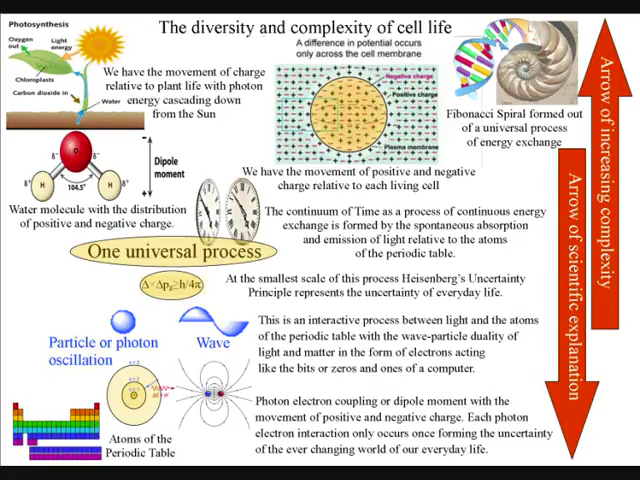 The diversity and complexity of cell life
Photosynthesis
Oxygen
out
Light
energy
Chloroplasts
Carbon dioxide in
Water
We have the movement of charge
relative to plant life with photon
energy cascading down
from the Sun
A difference in potential occurs
only across the cell membrane
Negative charge
Positive charge
Plasma membrane
Fibonacci Spiral formed out
of a universal process
of energy exchange
Arrow of increasing complexity
Arrow of scientific explanation
δ−
δ−
O
H
H
δ+
δ+
104.5°
Dipole
moment
We have the movement of positive and negative
charge relative to each living cell
Water molecule with the distribution
of positive and negative charge.
The continuum of Time as a process of continuous energy
exchange is formed by the spontaneous absorption
and emission of light relative to the atoms
of the periodic table.
One universal process
Δ×Δpₓ≥h/4π
At the smallest scale of this process Heisenberg's Uncertainty
Principle represents the uncertainty of everyday life.
Particle or photon
oscillation
Wave
This is an interactive process between light and the atoms
of the periodic table with the wave-particle duality of
light and matter in the form of electrons acting
like the bits or zeros and ones of a computer.
Photon electron coupling or dipole moment with the
movement of positive and negative charge. Each photon
electron interaction only occurs once forming the uncertainty
of the ever changing world of our everyday life.
Atoms of the
Periodic Table